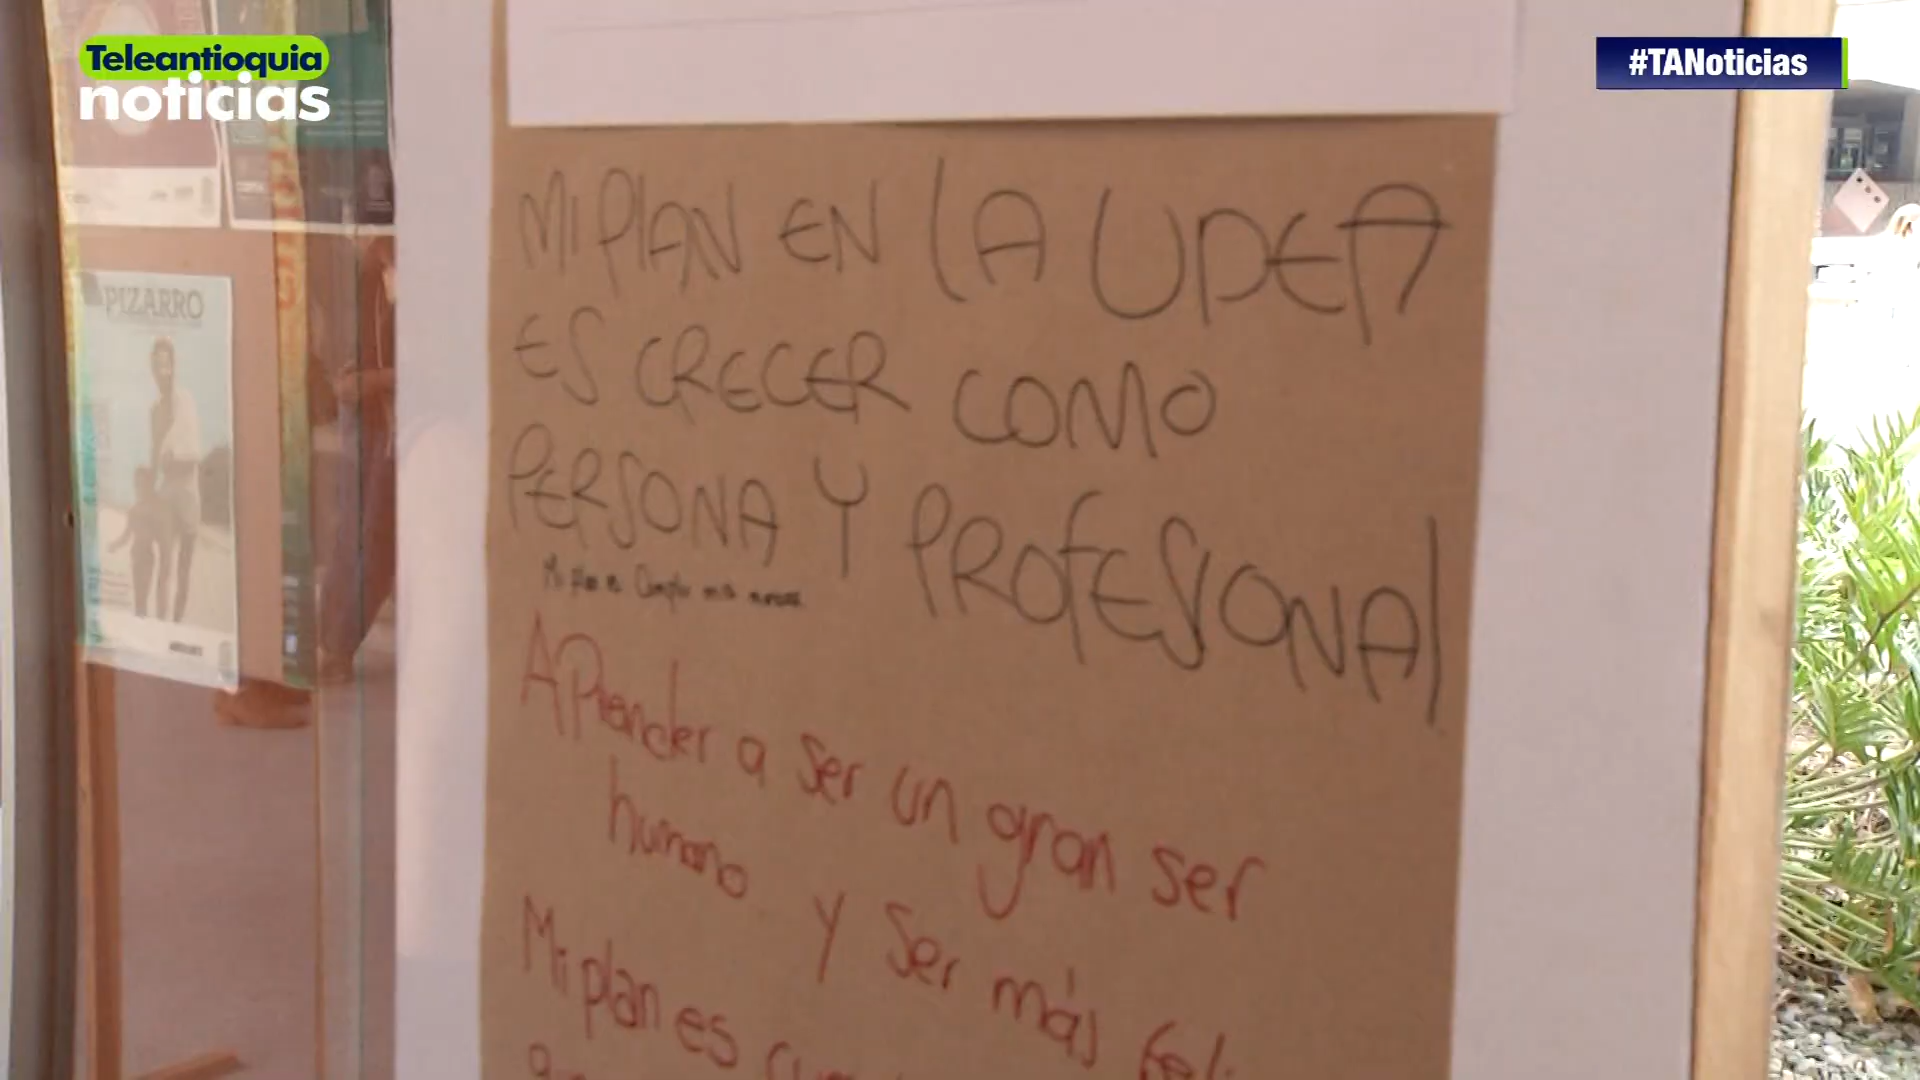 Teleantioquia
noticias
#TANoticias
PIZARRO
MI PLAN EN LA UDEA
ES CRECER COMO
PERSONA Y PROFESIONAL
Aprender a ser un gran ser
humano y ser más
Mi plan es